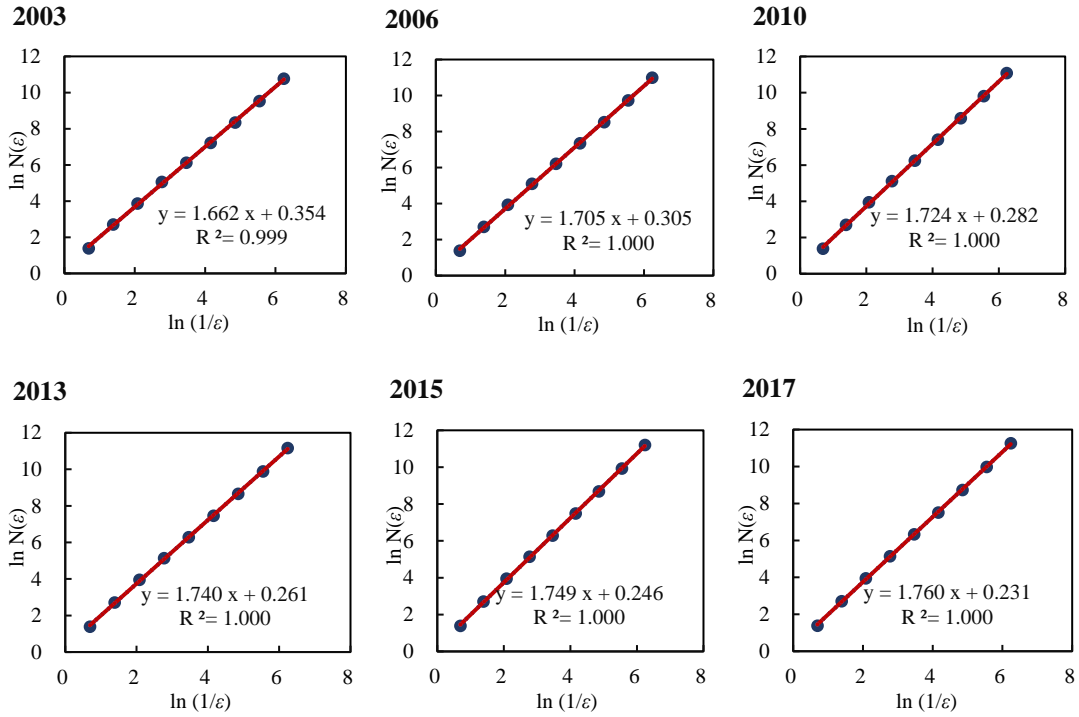 2003
12
10
8
6
4
2
0
ln N(ε)
y = 1.662 x + 0.354
R ²= 0.999
0 2 4 6 8
ln (1/ε)
2006
12
10
8
6
4
2
0
ln N(ε)
y = 1.705 x + 0.305
R ²= 1.000
0 2 4 6 8
ln (1/ε)
2010
12
10
8
6
4
2
0
ln N(ε)
y = 1.724 x + 0.282
R ²= 1.000
0 2 4 6 8
ln (1/ε)
2013
12
10
8
6
4
2
0
ln N(ε)
y = 1.740 x + 0.261
R ²= 1.000
0 2 4 6 8
ln (1/ε)
2015
12
10
8
6
4
2
0
ln N(ε)
y = 1.749 x + 0.246
R ²= 1.000
0 2 4 6 8
ln (1/ε)
2017
12
10
8
6
4
2
0
ln N(ε)
y = 1.760 x + 0.231
R ²= 1.000
0 2 4 6 8
ln (1/ε)